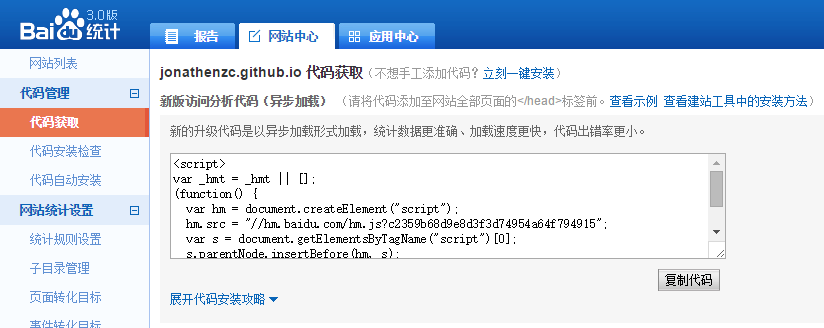 Bai 统计 3.0版
报告
网站中心
应用中心
网站列表
代码管理
代码获取
代码安装检查
代码自动安装
网站统计设置
统计规则设置
子目录管理
页面转化目标
事件转化目标
jonathenzc.github.io 代码获取（不想手工添加代码？立刻一键安装）
新版访问分析代码（异步加载）（请将代码添加至网站全部页面的</head>标签前。查看示例 查看建站工具中的安装方法）
新的升级代码是以异步加载形式加载，统计数据更准确、加载速度更快，代码出错率更小。
<script>
var _hmt = _hmt || [];
(function() {
var hm = document.createElement("script");
hm.src = "//hm.baidu.com/hm.js?c2359b68d9e8d3f3d74954a64f794915";
var s = document.getElementsByTagName("script")[0];
s.parentNode.insertBefore(hm, s);
复制代码
展开代码安装攻略